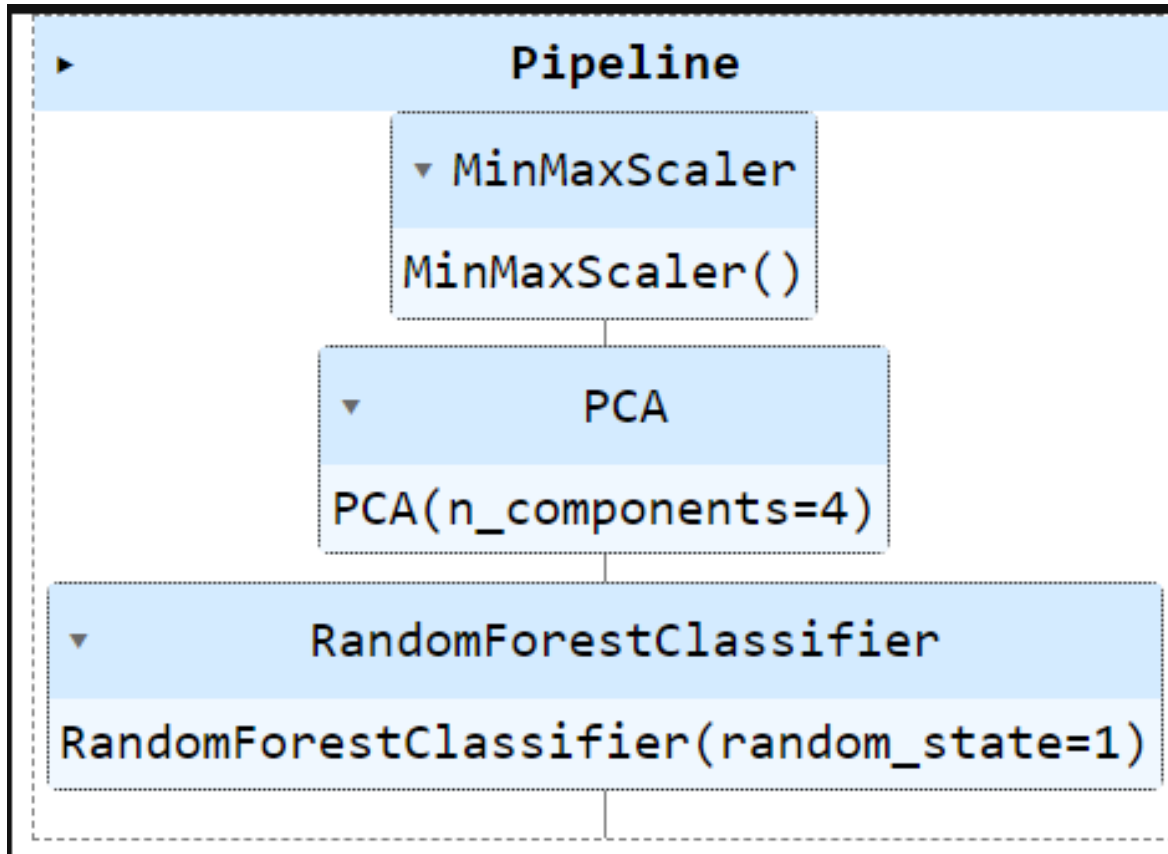 Pipeline
MinMaxScaler
MinMaxScaler()
PCA
PCA(n_components=4)
RandomForestClassifier
RandomForestClassifier(random_state=1)